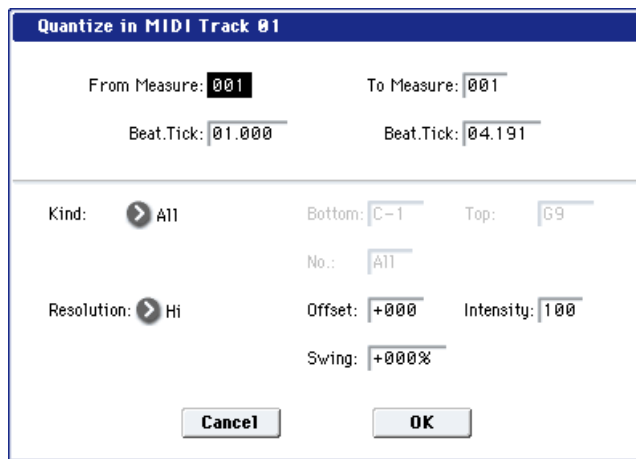 Quantize in MIDI Track 01
From Measure: 001 To Measure: 001
Beat.Tick: 01.000 Beat.Tick: 04.191
Kind: All Bottom: C-1 Top: G9
No.: All
Resolution: Hi Offset: +000 Intensity: 100
Swing: +000%
Cancel OK